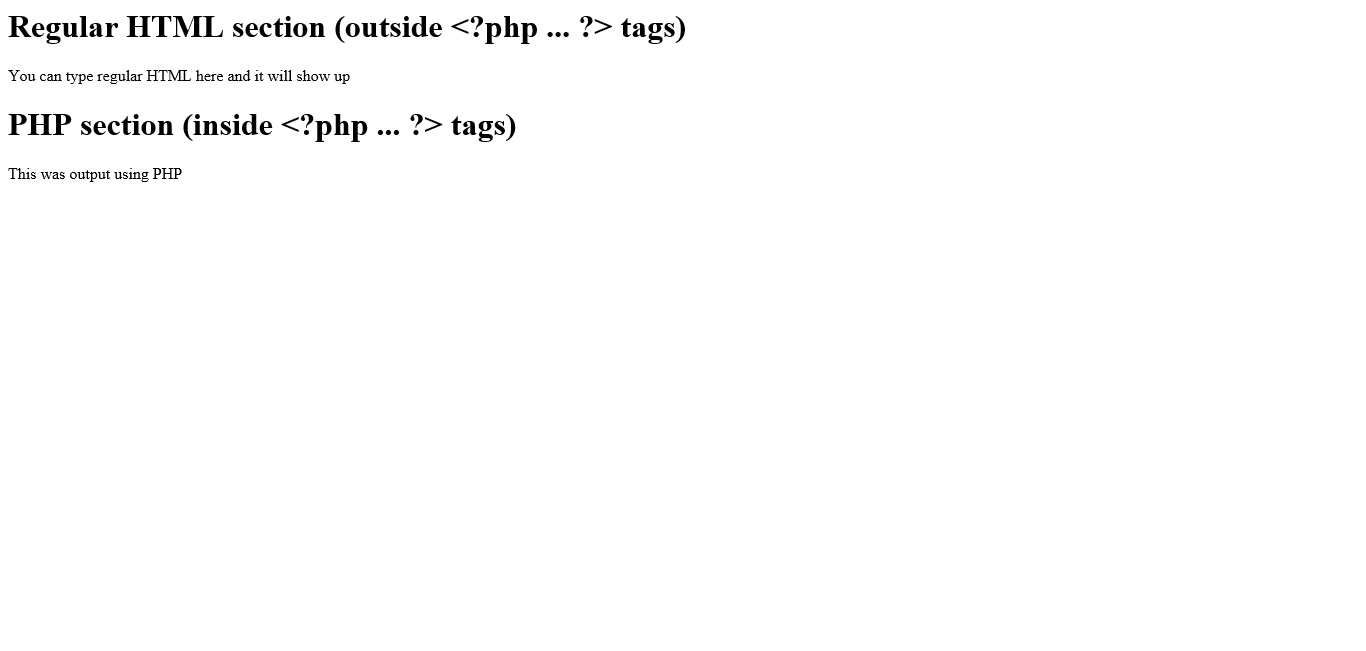 Regular HTML section (outside <?php ... ?> tags)
You can type regular HTML here and it will show up
PHP section (inside <?php ... ?> tags)
This was output using PHP